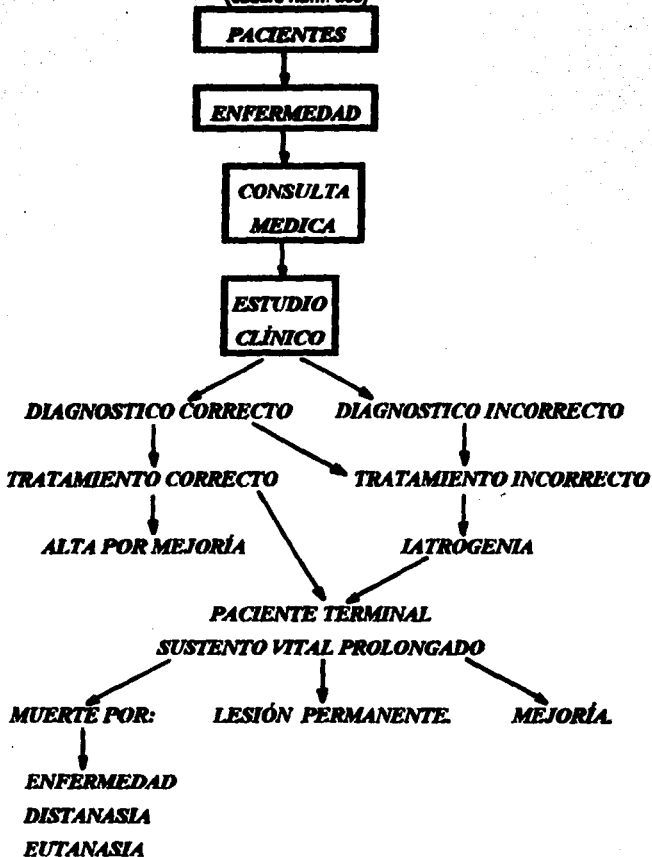 PACIENTES
ENFERMEDAD
CONSULTA
MEDICA
ESTUDIO
CLÍNICO
DIAGNOSTICO CORRECTO DIAGNOSTICO INCORRECTO
TRATAMIENTO CORRECTO TRATAMIENTO INCORRECTO
ALTA POR MEJORÍA IATROGENIA
PACIENTE TERMINAL
SUSTENTO VITAL PROLONGADO
MUERTE POR: LESIÓN PERMANENTE. MEJORÍA.
ENFERMEDAD
DISTANASIA
EUTANASIA